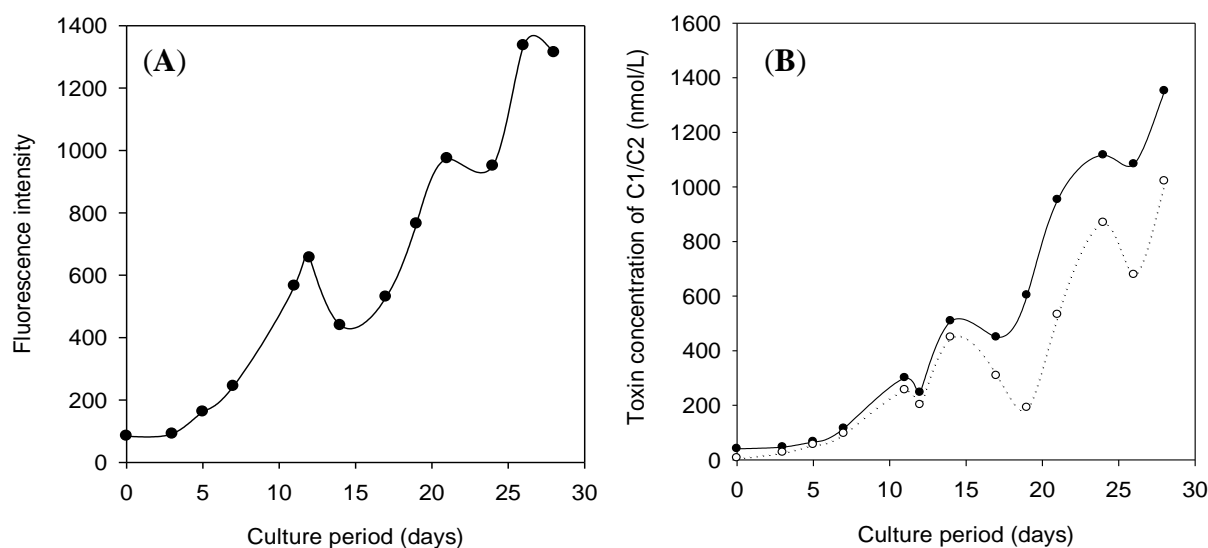 (A)
Fluorescence intensity
1400
1200
1000
800
600
400
200
0
0 5 10 15 20 25 30
Culture period (days)
(B)
Toxin concentration of C1/C2 (nmol/L)
1600
1400
1200
1000
800
600
400
200
0
0 5 10 15 20 25 30
Culture period (days)